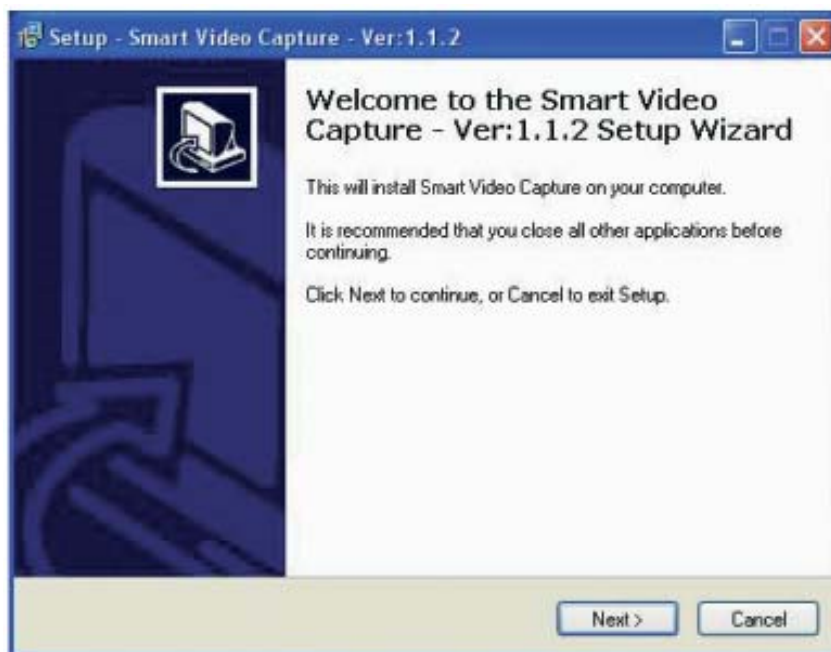 Setup - Smart Video Capture - Ver:1.1.2
Welcome to the Smart Video
Capture - Ver:1.1.2 Setup Wizard
This will install Smart Video Capture on your computer.
It is recommended that you close all other applications before
continuing.
Click Next to continue, or Cancel to exit Setup.
Next >
Cancel